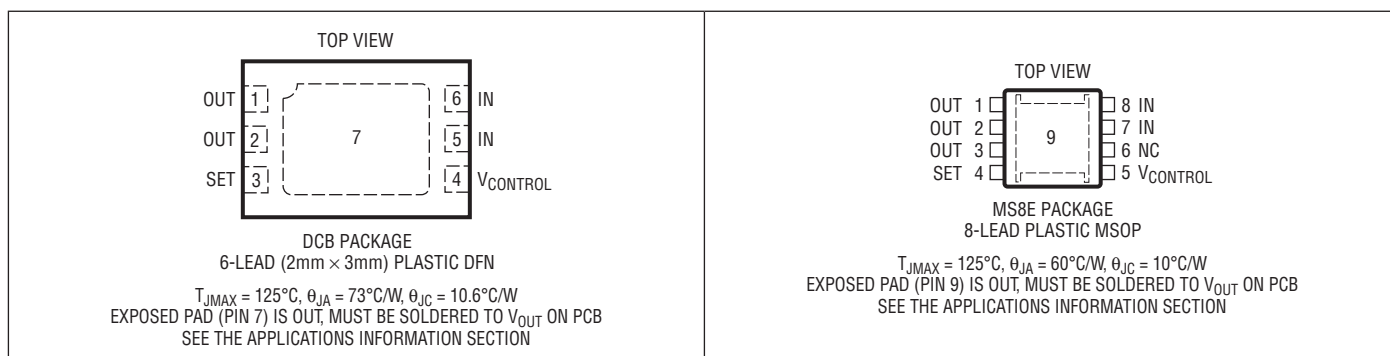 TOP VIEW
OUT 1
6 IN
OUT 2
7
5 IN
SET 3
4 VCONTROL
DCB PACKAGE
6-LEAD (2mm × 3mm) PLASTIC DFN
TJMAX = 125°C, θJA = 73°C/W, θJC = 10.6°C/W
EXPOSED PAD (PIN 7) IS OUT, MUST BE SOLDERED TO VOUT ON PCB
SEE THE APPLICATIONS INFORMATION SECTION
TOP VIEW
OUT 1
8 IN
OUT 2
7 IN
9
OUT 3
6 NC
SET 4
5 VCONTROL
MS8E PACKAGE
8-LEAD PLASTIC MSOP
TJMAX = 125°C, θJA = 60°C/W, θJC = 10°C/W
EXPOSED PAD (PIN 9) IS OUT, MUST BE SOLDERED TO VOUT ON PCB
SEE THE APPLICATIONS INFORMATION SECTION